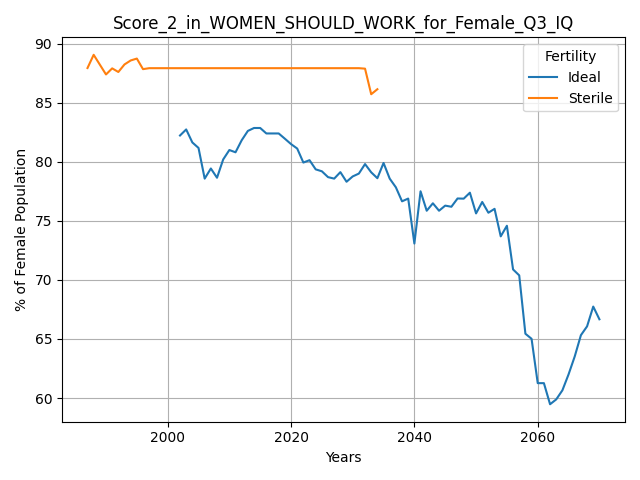 Score_2_in_WOMEN_SHOULD_WORK_for_Female_Q3_IQ
Fertility
Ideal
Sterile
% of Female Population
90
85
80
75
70
65
60
2000
2020
2040
2060
Years